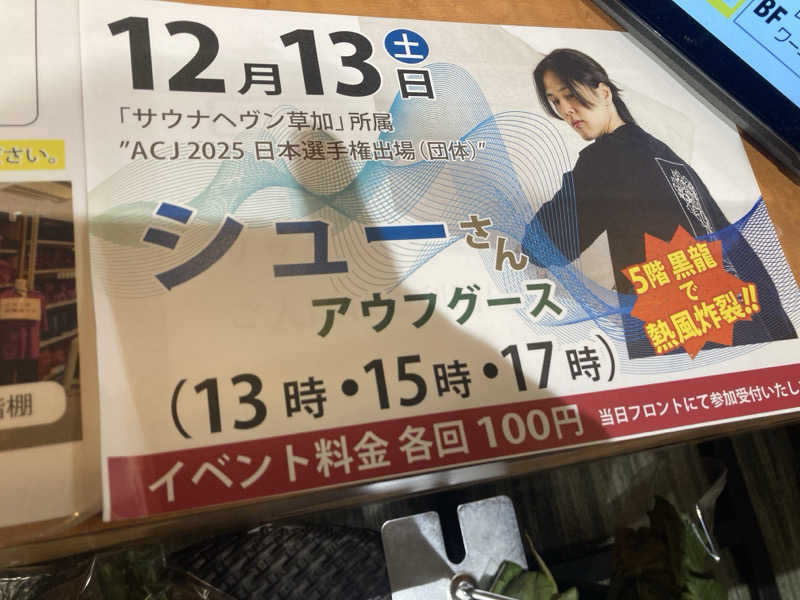 12月13日
土
「サウナヘヴン草加」所属
"ACJ 2025 日本選手権出場（団体）"
シューさん
アウフグース
5階 黒龍
で
熱風炸裂!!
（13時・15時・17時）
イベント料金 各回 100円
当日フロントにて参加受付いたし
ださい。
BF
ワー
棚